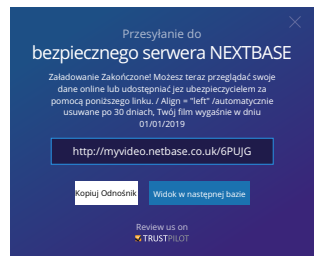 Przesyłanie do
bezpiecznego serwera NEXTBASE
Załadowanie Zakończone! Możesz teraz przeglądać swoje
dane online lub udostępniać jez ubezpieczycielem za
pomocą poniższego linku. / Align = "left" /automatycznie
usuwane po 30 dniach, Twój film wygaśnie w dniu
01/01/2019
http://myvideo.netbase.co.uk/6PUJG
Kopiuj Odnośnik
Widok w następnej bazie
Review us on
TRUSTPILOT